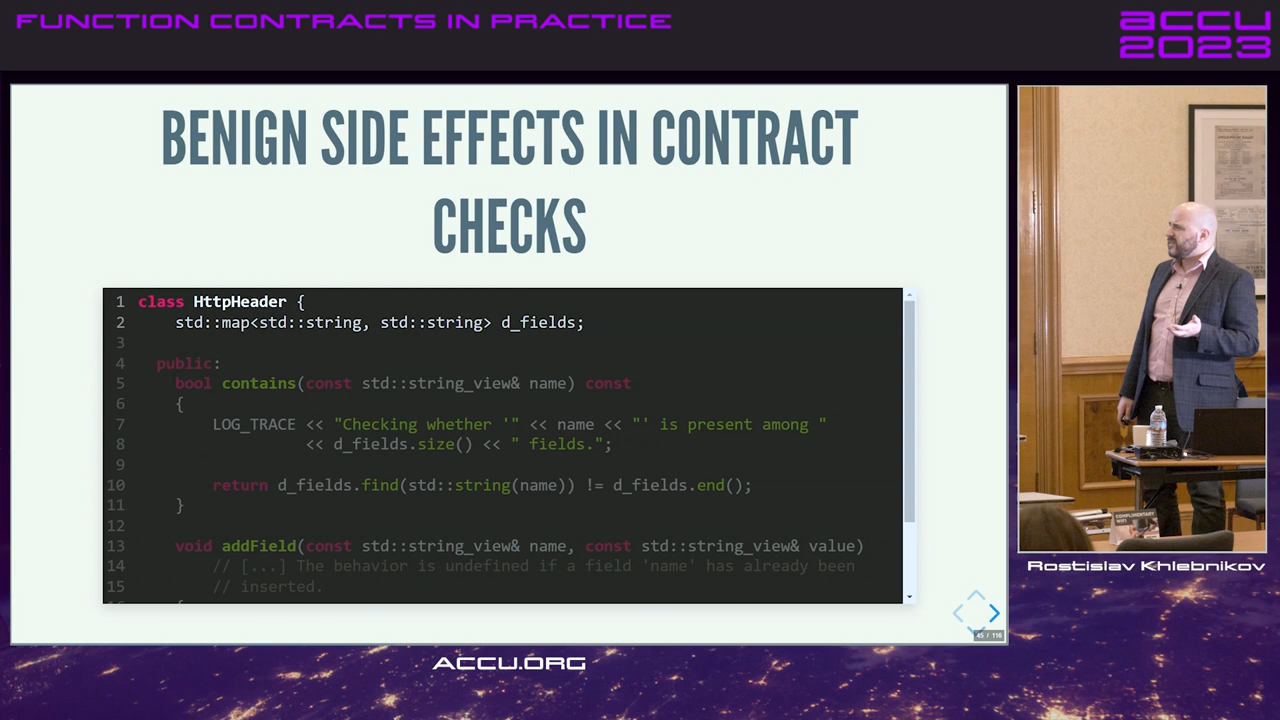 FUNCTION CONTRACTS IN PRACTICE
accu
2023
BENIGN SIDE EFFECTS IN CONTRACT
CHECKS
1 class HttpHeader {
2 std::map<std::string, std::string> d_fields;
3
4 public:
5 bool contains(const std::string_view& name) const
6 {
7 LOG_TRACE << "Checking whether '" << name << "' is present among "
8 << d_fields.size() << " fields.";
9
10 return d_fields.find(std::string(name)) != d_fields.end();
11 }
12
13 void addField(const std::string_view& name, const std::string_view& value)
14 // [...] The behavior is undefined if a field 'name' has already been
15 // inserted.
45 / 116
COMPLIMENTARY
WIFI
Rostislav Khlebnikov
ACCU.ORG